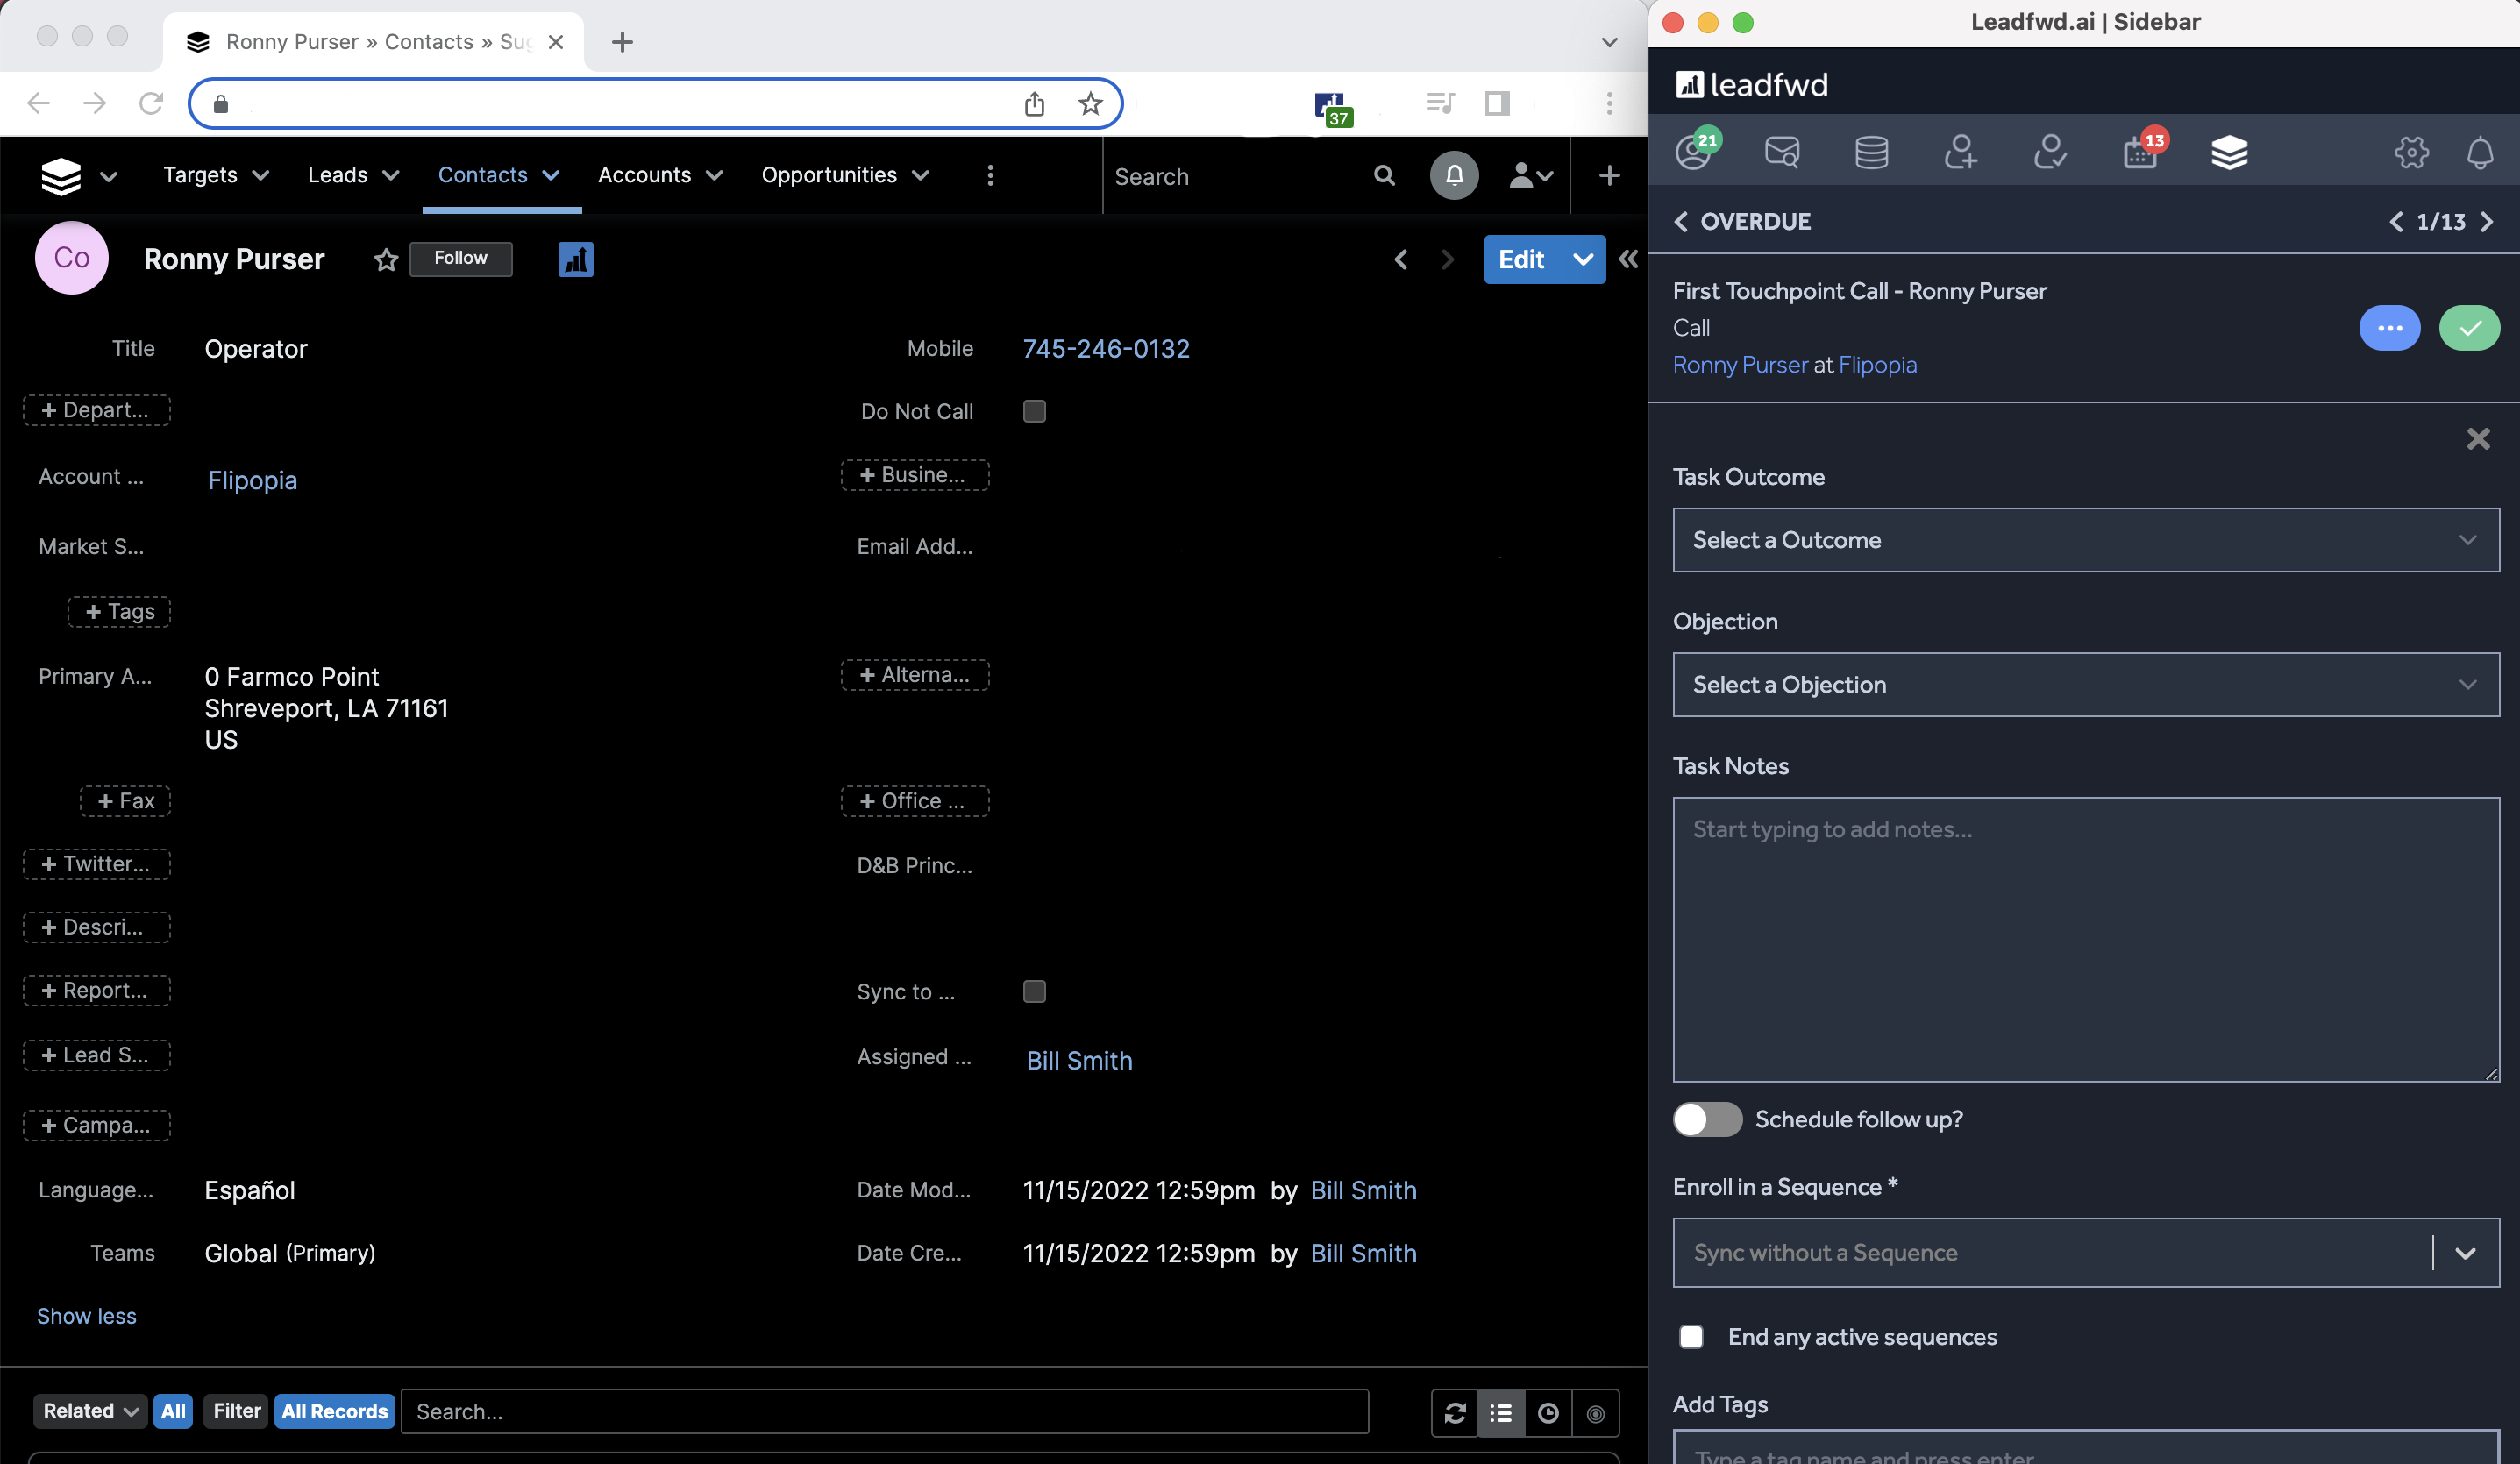 Ronny Purser » Contacts » Sug
37
Targets
Leads
Contacts
Accounts
Opportunities
Search
Co
Ronny Purser
Follow
Edit
Title
Operator
Mobile
745-246-0132
+ Depart...
Do Not Call
Account ...
Flipopia
+ Busine...
Market S...
Email Add...
+ Tags
Primary A...
0 Farmco Point
Shreveport, LA 71161
US
+ Alterna...
+ Fax
+ Office ...
+ Twitter...
D&B Princ...
+ Descri...
+ Report...
Sync to ...
+ Lead S...
Assigned ...
Bill Smith
+ Campa...
Language...
Español
Date Mod...
11/15/2022 12:59pm by Bill Smith
Teams
Global (Primary)
Date Cre...
11/15/2022 12:59pm by Bill Smith
Show less
Related
All
Filter
All Records
Search...
Leadfwd.ai | Sidebar
leadfwd
21
13
OVERDUE
1/13
First Touchpoint Call - Ronny Purser
Call
Ronny Purser at Flipopia
Task Outcome
Select a Outcome
Objection
Select a Objection
Task Notes
Start typing to add notes...
Schedule follow up?
Enroll in a Sequence *
Sync without a Sequence
End any active sequences
Add Tags
Type a tag name and press enter